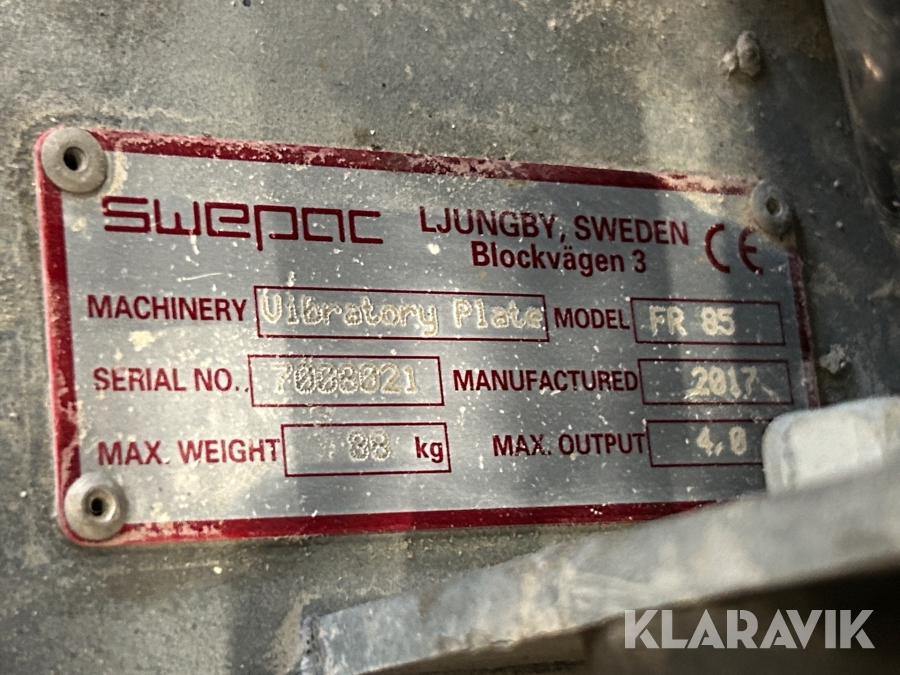 swepac LJUNGBY, SWEDEN CE
Blockvägen 3
MACHINERY Vibratory Plate MODEL FR 85
SERIAL NO. 7008021 MANUFACTURED 2017
MAX. WEIGHT 88 kg MAX. OUTPUT 4,0
KLARAVIK